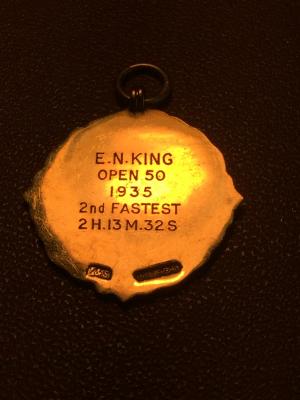 E.N.KING
OPEN 50
1935
2nd FASTEST
2H.13M.32S